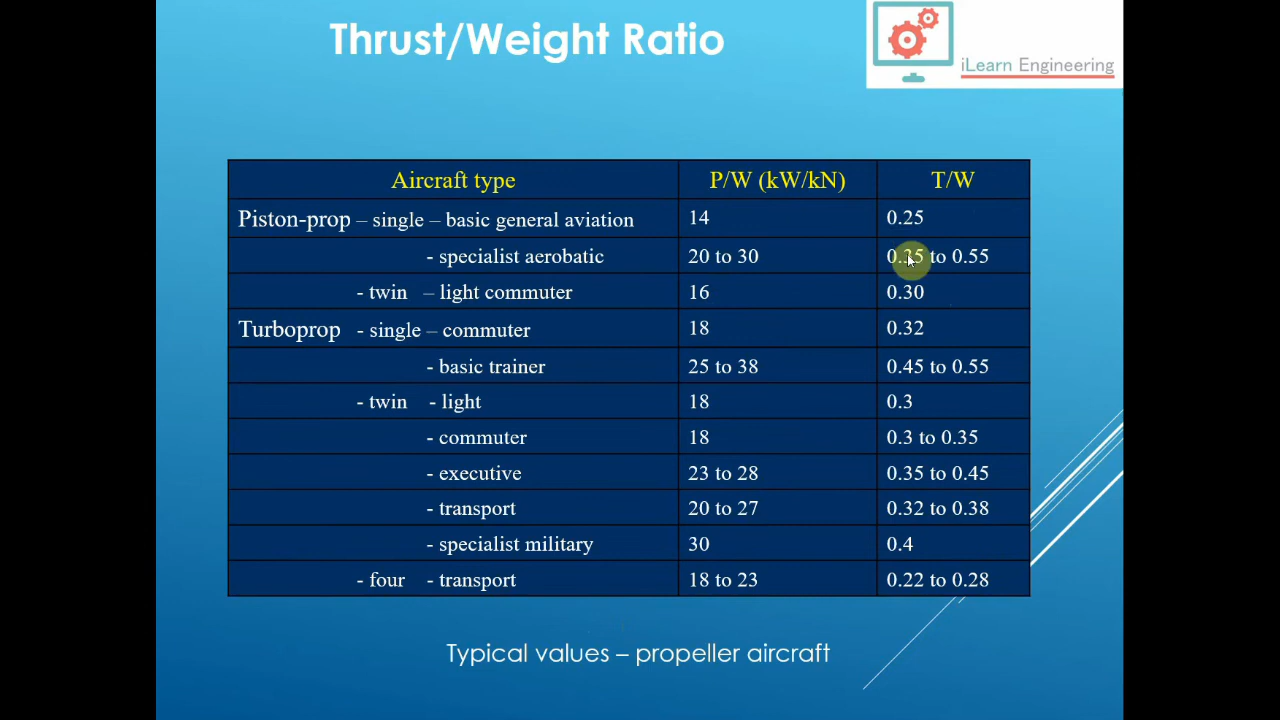 Thrust/Weight Ratio
iLearn Engineering
Aircraft type P/W (kW/kN) T/W
Piston-prop – single – basic general aviation 14 0.25
- specialist aerobatic 20 to 30 0.35 to 0.55
- twin – light commuter 16 0.30
Turboprop - single – commuter 18 0.32
- basic trainer 25 to 38 0.45 to 0.55
- twin - light 18 0.3
- commuter 18 0.3 to 0.35
- executive 23 to 28 0.35 to 0.45
- transport 20 to 27 0.32 to 0.38
- specialist military 30 0.4
- four - transport 18 to 23 0.22 to 0.28
Typical values – propeller aircraft